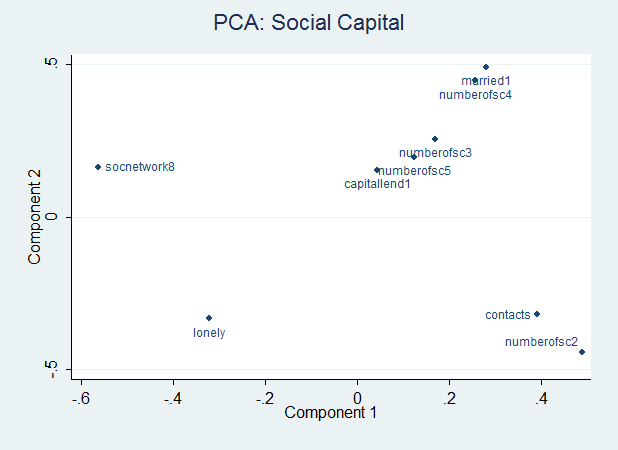 PCA: Social Capital
.5
married1
numberofsc4
numberofsc3
socnetwork8
numberofsc5
capitallend1
Component 2
0
contacts
lonely
numberofsc2
-.5
-.6
-.4
-.2
0
.2
.4
Component 1